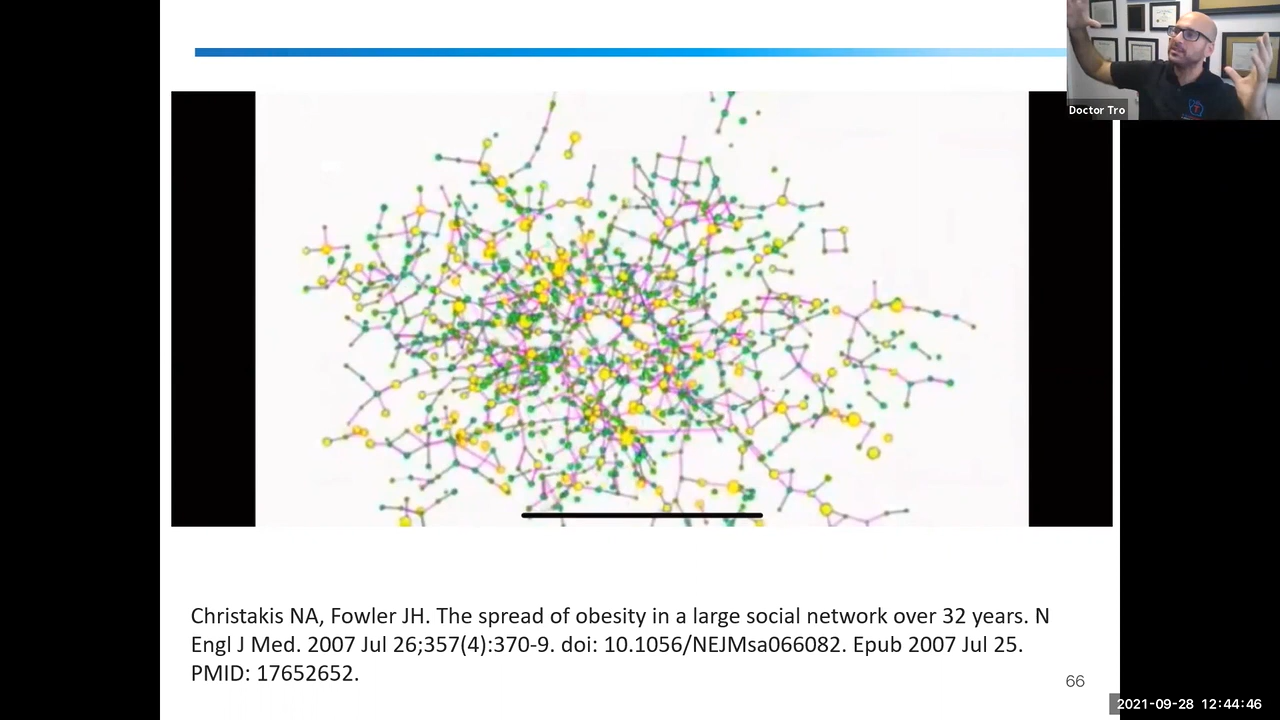 Doctor Tro
Christakis NA, Fowler JH. The spread of obesity in a large social network over 32 years. N
Engl J Med. 2007 Jul 26;357(4):370-9. doi: 10.1056/NEJMsa066082. Epub 2007 Jul 25.
PMID: 17652652.
66
2021-09-28 12:44:46